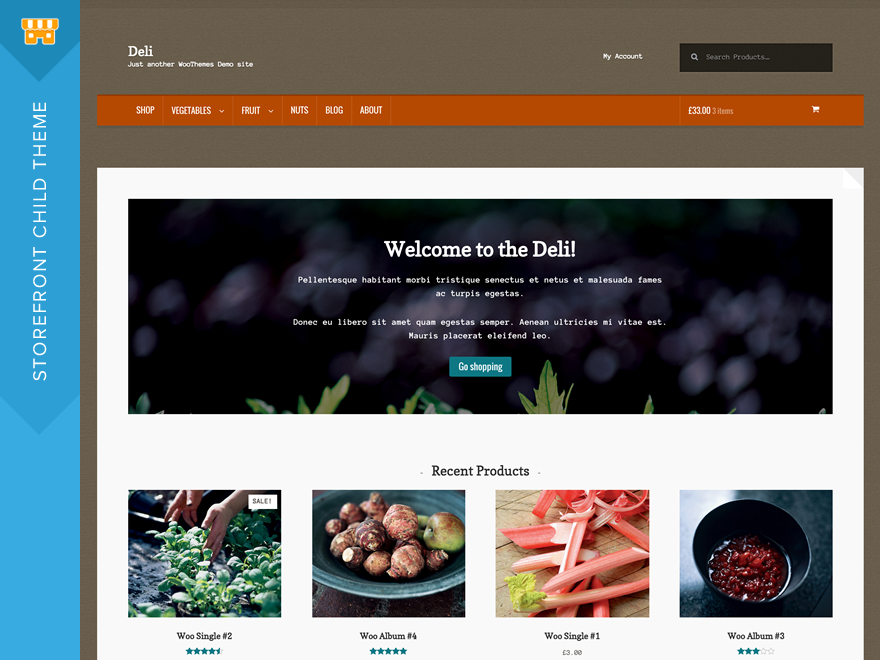 STOREFRONT CHILD THEME
Deli
Just another WooThemes Demo site
My Account
Search Products…
SHOP
VEGETABLES
FRUIT
NUTS
BLOG
ABOUT
£33.00 3 items
Welcome to the Deli!
Pellentesque habitant morbi tristique senectus et netus et malesuada fames
ac turpis egestas.
Donec eu libero sit amet quam egestas semper. Aenean ultricies mi vitae est.
Mauris placerat eleifend leo.
Go shopping
- Recent Products -
SALE!
Woo Single #2
Woo Album #4
Woo Single #1
£3.00
Woo Album #3